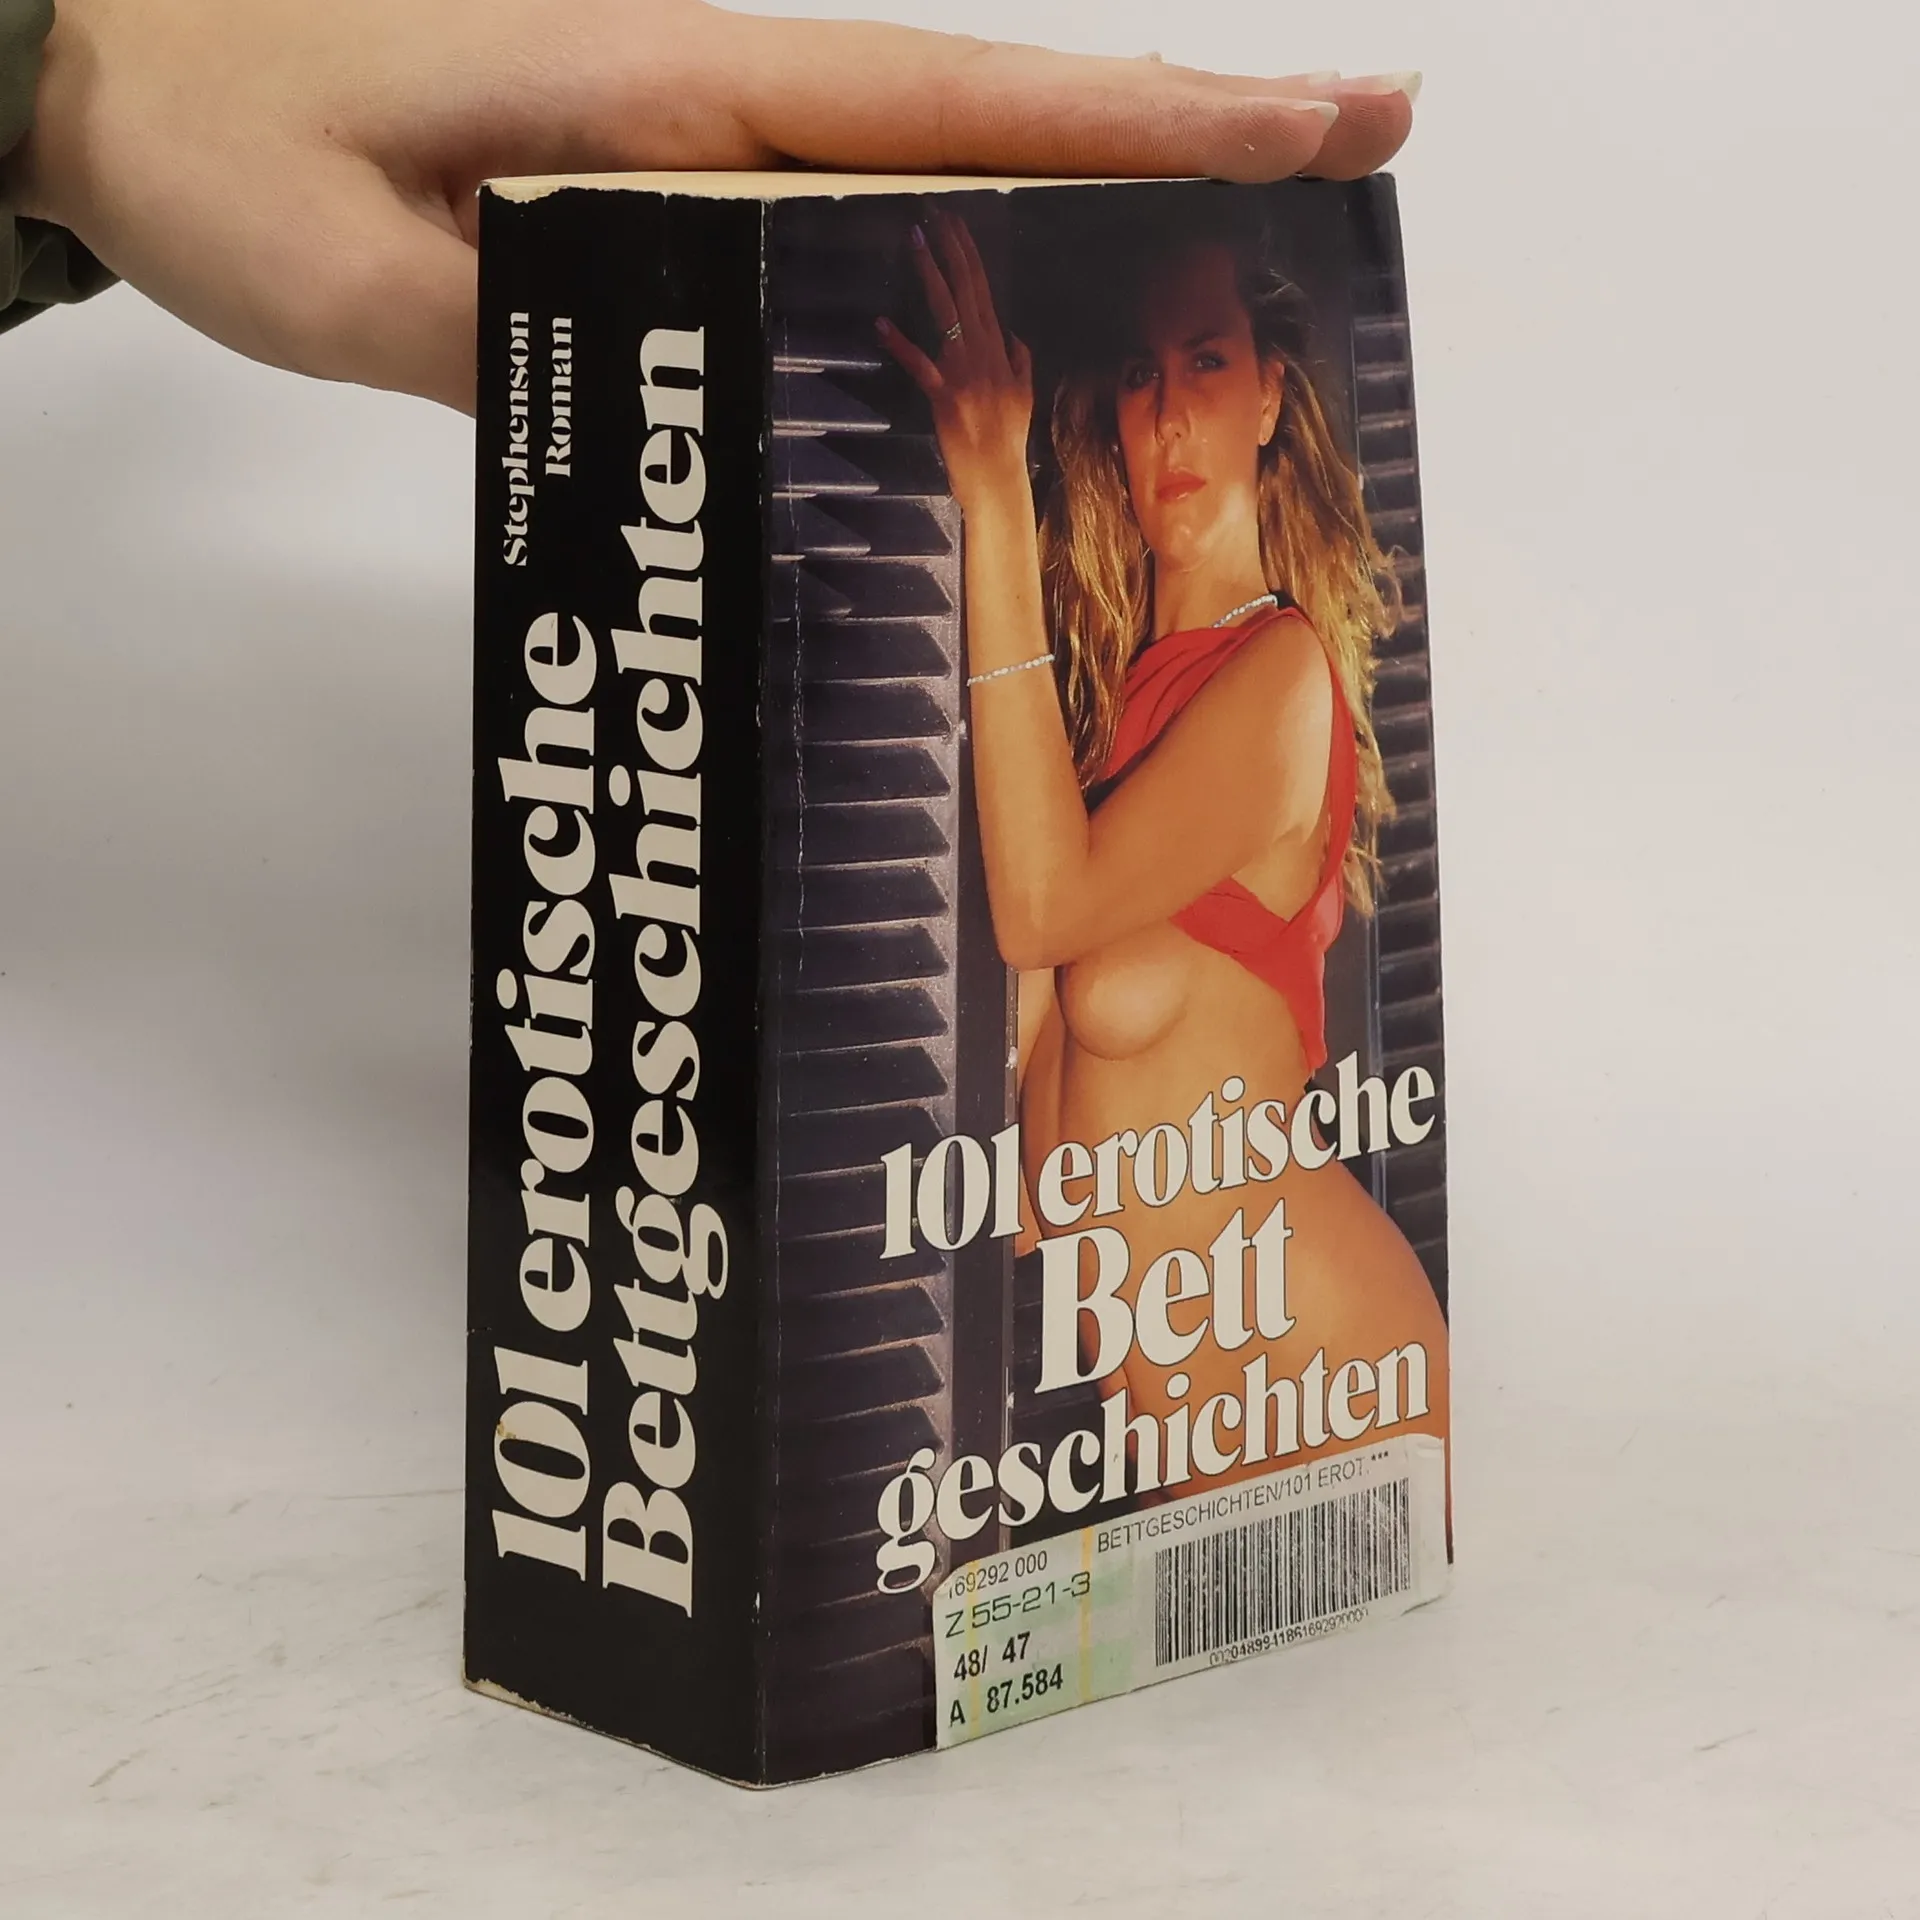 Stephenson
Roman
101 erotische
Bettgeschichten
101 erotische
Bett
geschichten
BETTGESCHICHTEN/101 EROT. ***
169292 000
Z 55-21-3
48/ 47
A 87.584